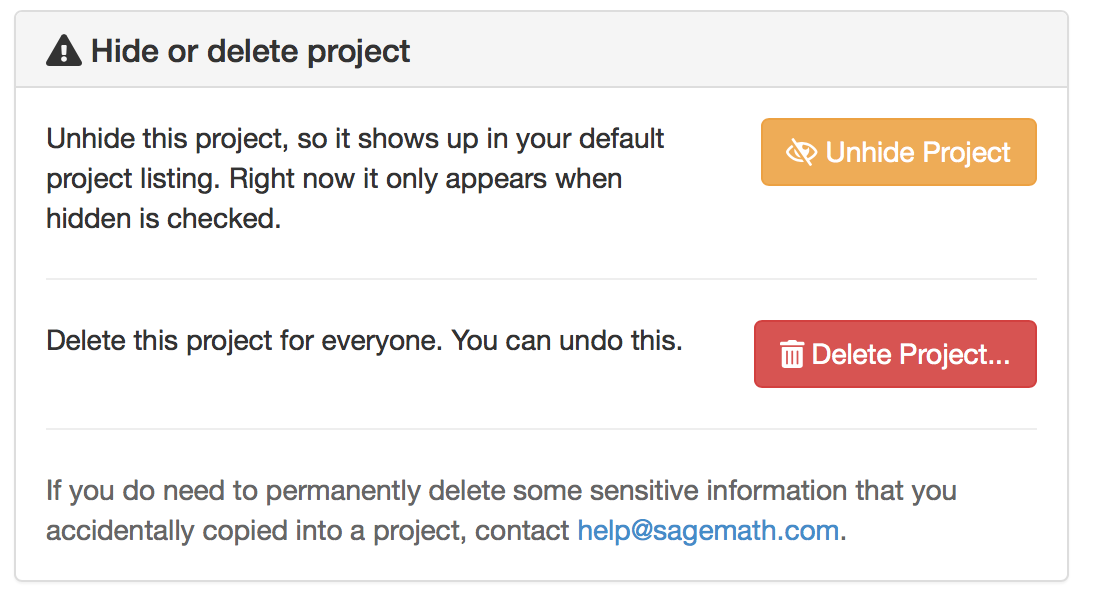 Hide or delete project
Unhide this project, so it shows up in your default
project listing. Right now it only appears when
hidden is checked.
Unhide Project
Delete this project for everyone. You can undo this.
Delete Project...
If you do need to permanently delete some sensitive information that you
accidentally copied into a project, contact help@sagemath.com.